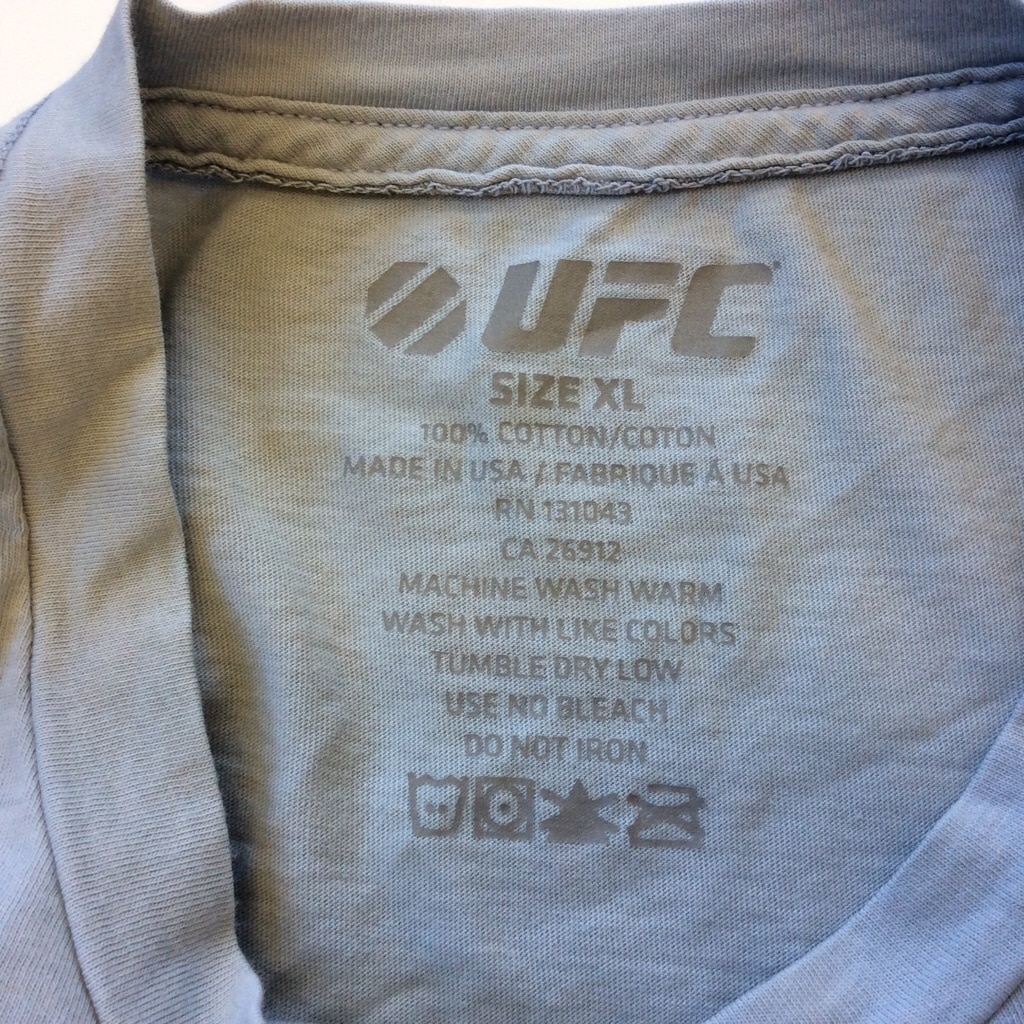 UFC
SIZE XL
100% COTTON/COTON
MADE IN USA / FABRIQUE À USA
RN 131043
CA 26912
MACHINE WASH WARM
WASH WITH LIKE COLORS
TUMBLE DRY LOW
USE NO BLEACH
DO NOT IRON